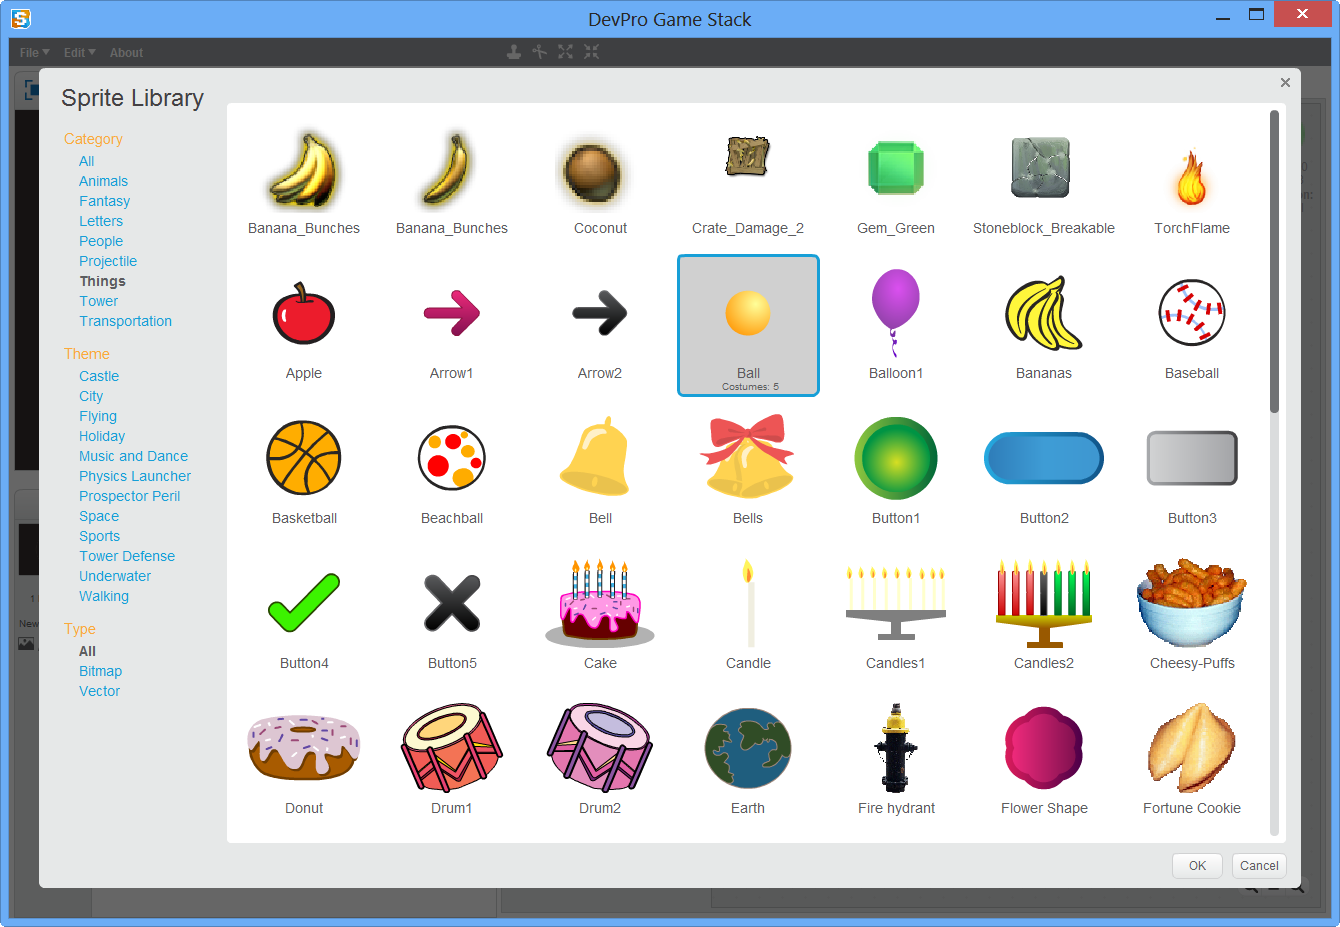 DevPro Game Stack
File Edit About
Sprite Library
Category
All
Animals
Fantasy
Letters
People
Projectile
Things
Tower
Transportation
Theme
Castle
City
Flying
Holiday
Music and Dance
Physics Launcher
Prospector Peril
Space
Sports
Tower Defense
Underwater
Walking
Type
All
Bitmap
Vector
Banana_Bunches Banana_Bunches Coconut Crate_Damage_2 Gem_Green Stoneblock_Breakable TorchFlame
Apple Arrow1 Arrow2 Ball Balloon1 Bananas Baseball
Costumes: 5
Basketball Beachball Bell Bells Button1 Button2 Button3
Button4 Button5 Cake Candle Candles1 Candles2 Cheesy-Puffs
Donut Drum1 Drum2 Earth Fire hydrant Flower Shape Fortune Cookie
OK Cancel
New